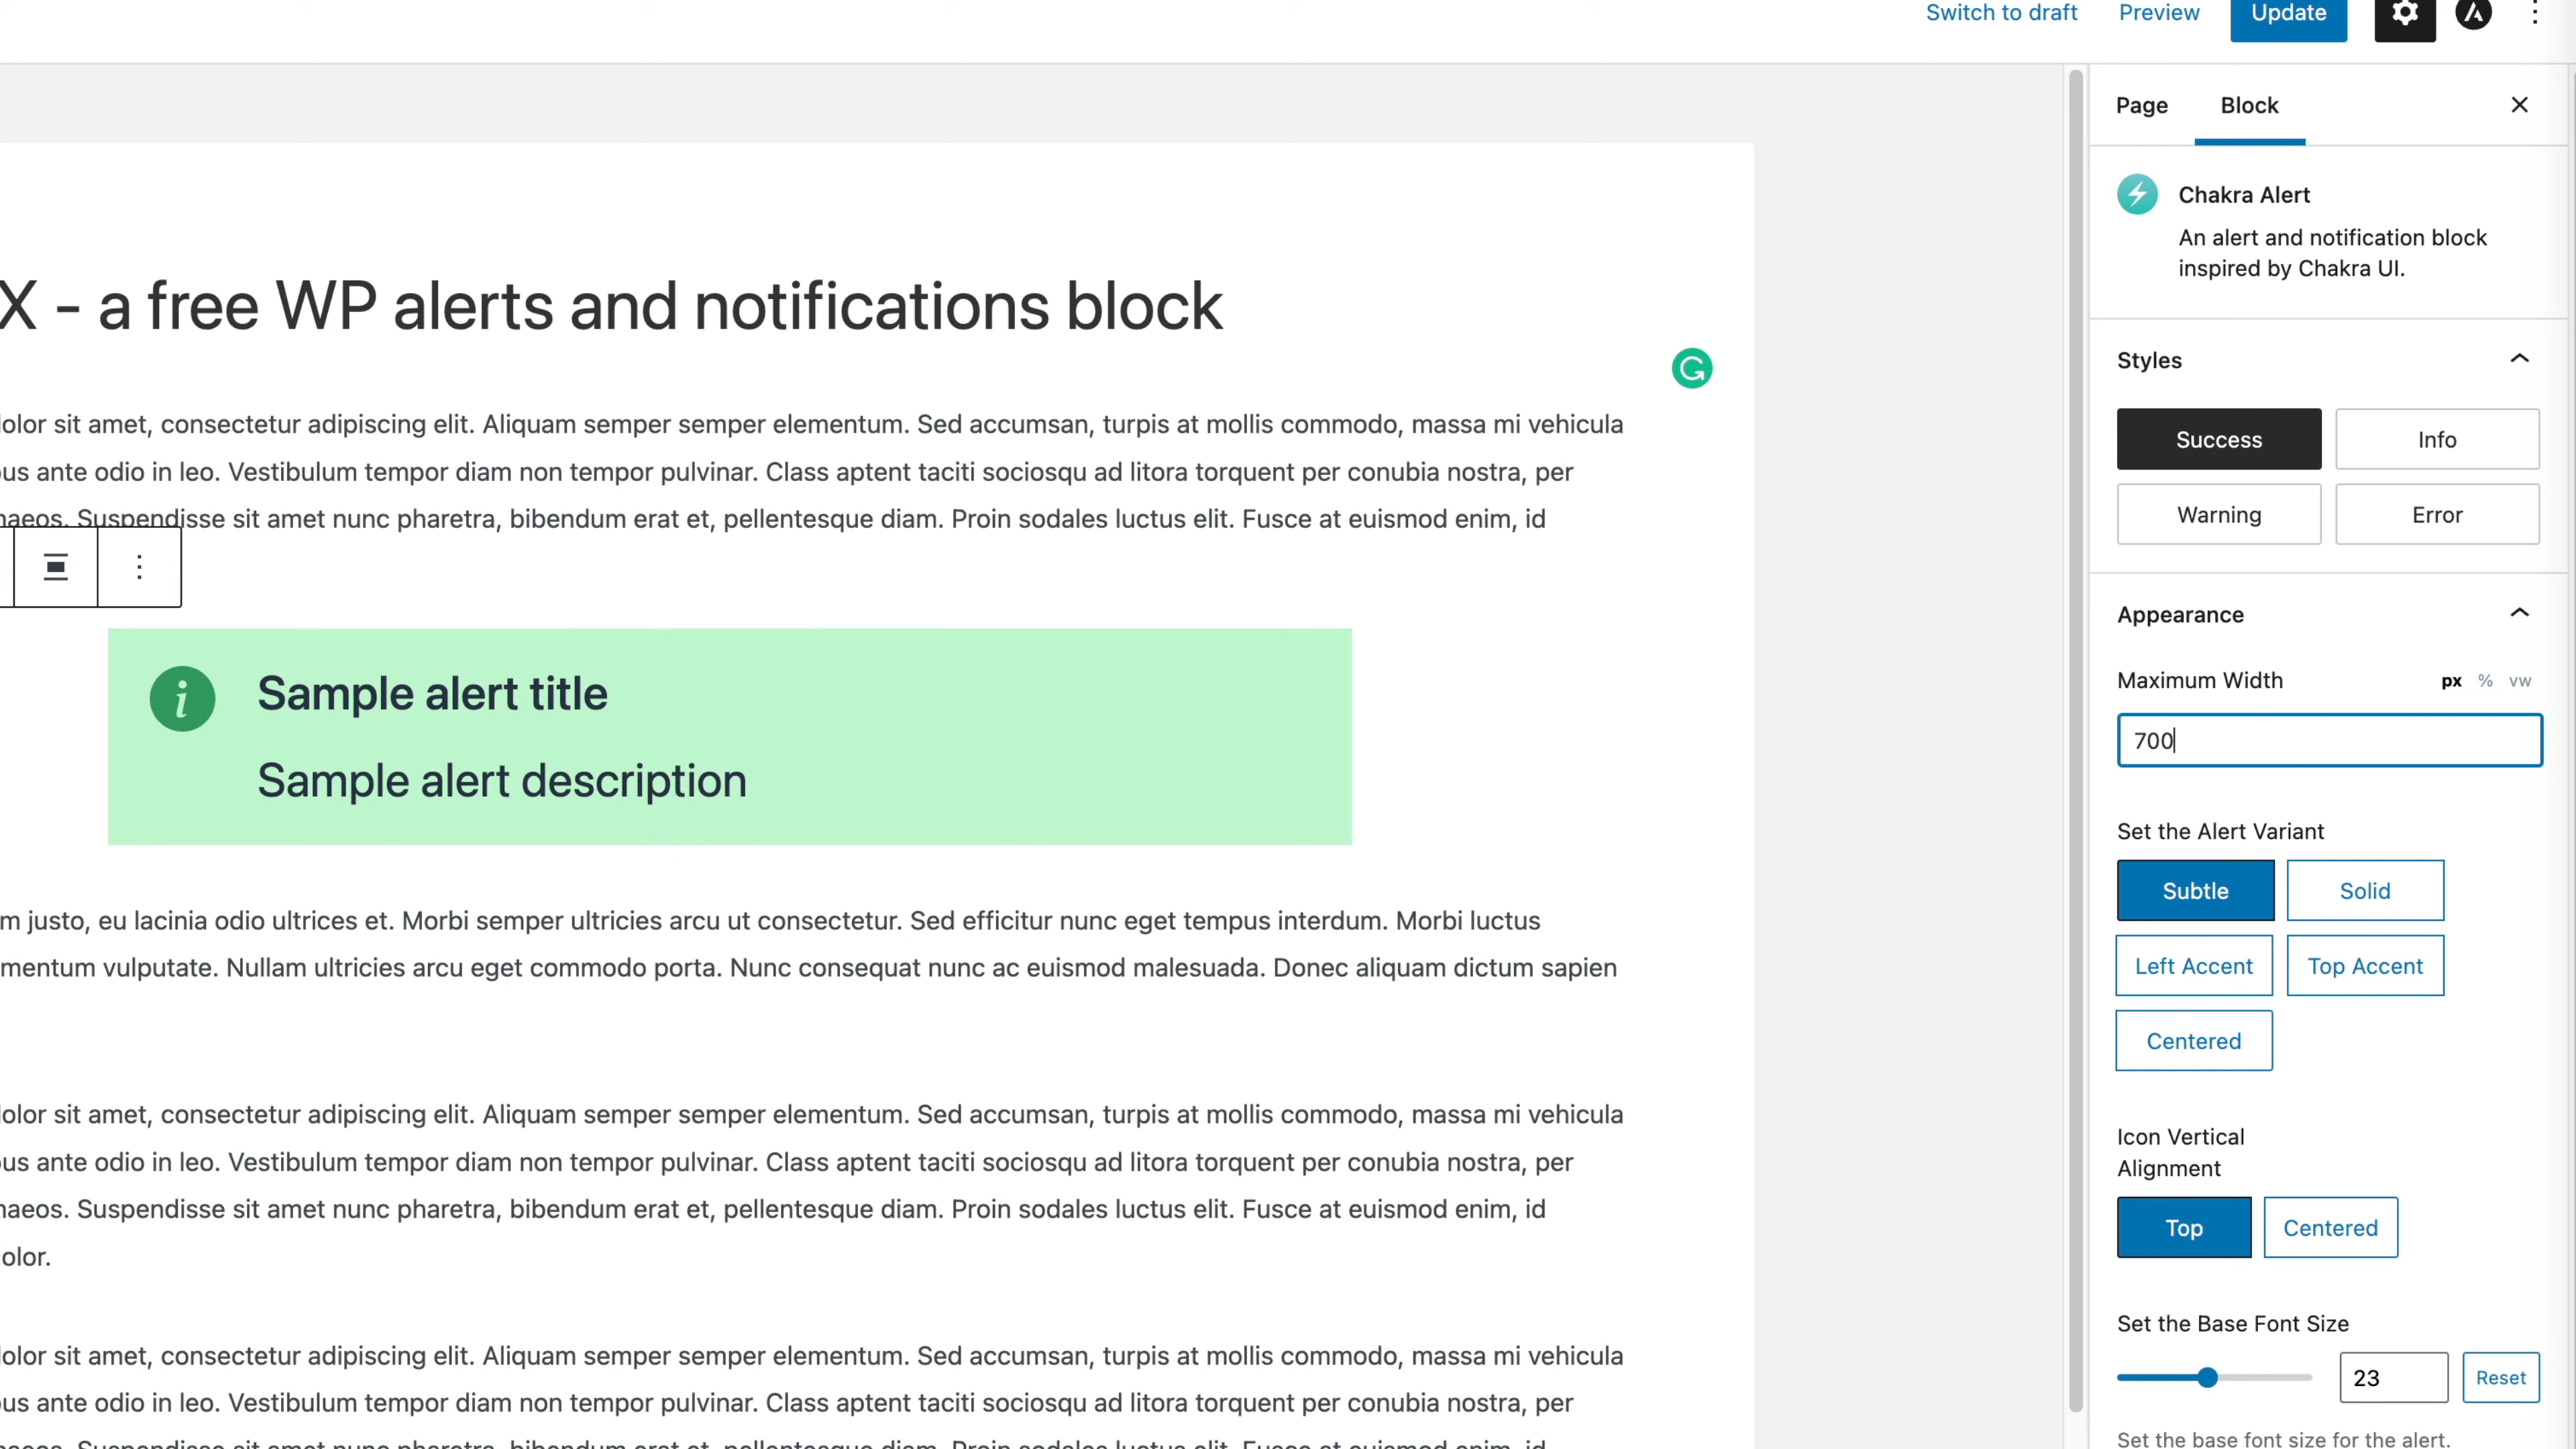 Switch to draft Preview Update
Page Block
Chakra Alert
An alert and notification block
inspired by Chakra UI.
X - a free WP alerts and notifications block
Styles
olor sit amet, consectetur adipiscing elit. Aliquam semper semper elementum. Sed accumsan, turpis at mollis commodo, massa mi vehicula
us ante odio in leo. Vestibulum tempor diam non tempor pulvinar. Class aptent taciti sociosqu ad litora torquent per conubia nostra, per
naeos. Suspendisse sit amet nunc pharetra, bibendum erat et, pellentesque diam. Proin sodales luctus elit. Fusce at euismod enim, id
Success Info
Warning Error
Appearance
Maximum Width px % vw
700
Sample alert title
Sample alert description
Set the Alert Variant
Subtle Solid
Left Accent Top Accent
Centered
m justo, eu lacinia odio ultrices et. Morbi semper ultricies arcu ut consectetur. Sed efficitur nunc eget tempus interdum. Morbi luctus
mentum vulputate. Nullam ultricies arcu eget commodo porta. Nunc consequat nunc ac euismod malesuada. Donec aliquam dictum sapien
olor sit amet, consectetur adipiscing elit. Aliquam semper semper elementum. Sed accumsan, turpis at mollis commodo, massa mi vehicula
us ante odio in leo. Vestibulum tempor diam non tempor pulvinar. Class aptent taciti sociosqu ad litora torquent per conubia nostra, per
naeos. Suspendisse sit amet nunc pharetra, bibendum erat et, pellentesque diam. Proin sodales luctus elit. Fusce at euismod enim, id
olor.
Icon Vertical
Alignment
Top Centered
Set the Base Font Size
23 Reset
Set the base font size for the alert.
olor sit amet, consectetur adipiscing elit. Aliquam semper semper elementum. Sed accumsan, turpis at mollis commodo, massa mi vehicula
us ante odio in leo. Vestibulum tempor diam non tempor pulvinar. Class aptent taciti sociosqu ad litora torquent per conubia nostra, per